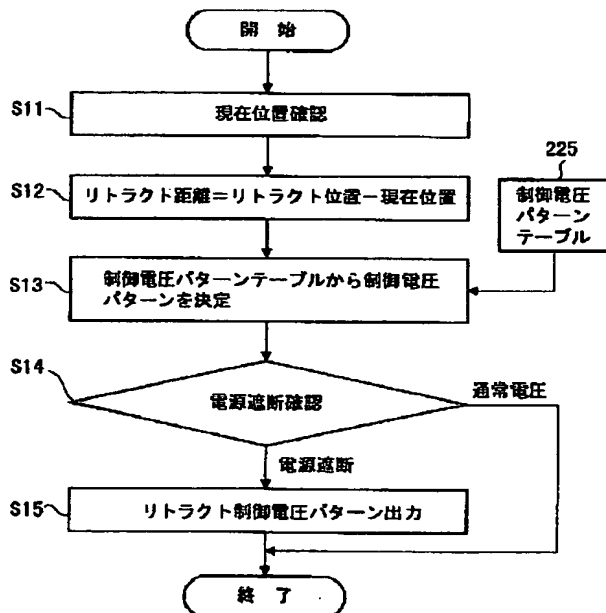 開始
S11
現在位置確認
S12
リトラクト距離=リトラクト位置-現在位置
225
制御電圧
パターン
テーブル
S13
制御電圧パターンテーブルから制御電圧
パターンを決定
S14
電源遮断確認
通常電圧
電源遮断
S15
リトラクト制御電圧パターン出力
終了